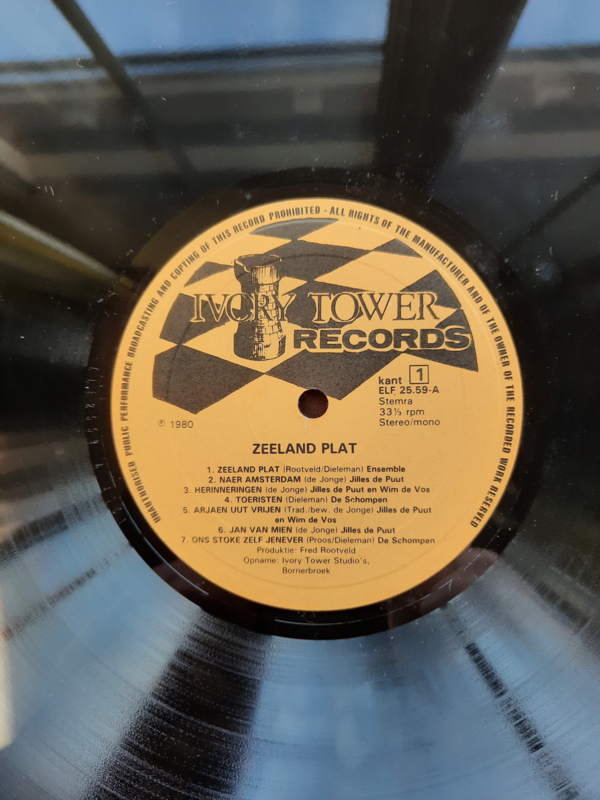 UNAUTHORISED PUBLIC PERFORMANCE BROADCASTING AND COPYING OF THIS RECORD PROHIBITED - ALL RIGHTS OF THE MANUFACTURER AND OF THE OWNER OF THE RECORDED WORK RESERVED
IVORY TOWER
RECORDS
kant 1
ELF 25.59-A
Stemra
33⅓ rpm
Stereo/mono
℗ 1980
ZEELAND PLAT
1. ZEELAND PLAT (Rootveld/Dieleman) Ensemble
2. NAER AMSTERDAM (de Jonge) Jilles de Puut
3. HERINNERINGEN (de Jonge) Jilles de Puut en Wim de Vos
4. TOERISTEN (Dieleman) De Schompen
5. ARJAEN UUT VRIJEN (Trad./bew. de Jonge) Jilles de Puut
en Wim de Vos
6. JAN VAN MIEN (de Jonge) Jilles de Puut
7. ONS STOKE ZELF JENEVER (Proos/Dieleman) De Schompen
Produktie: Fred Rootveld
Opname: Ivory Tower Studio's,
Bornerbroek